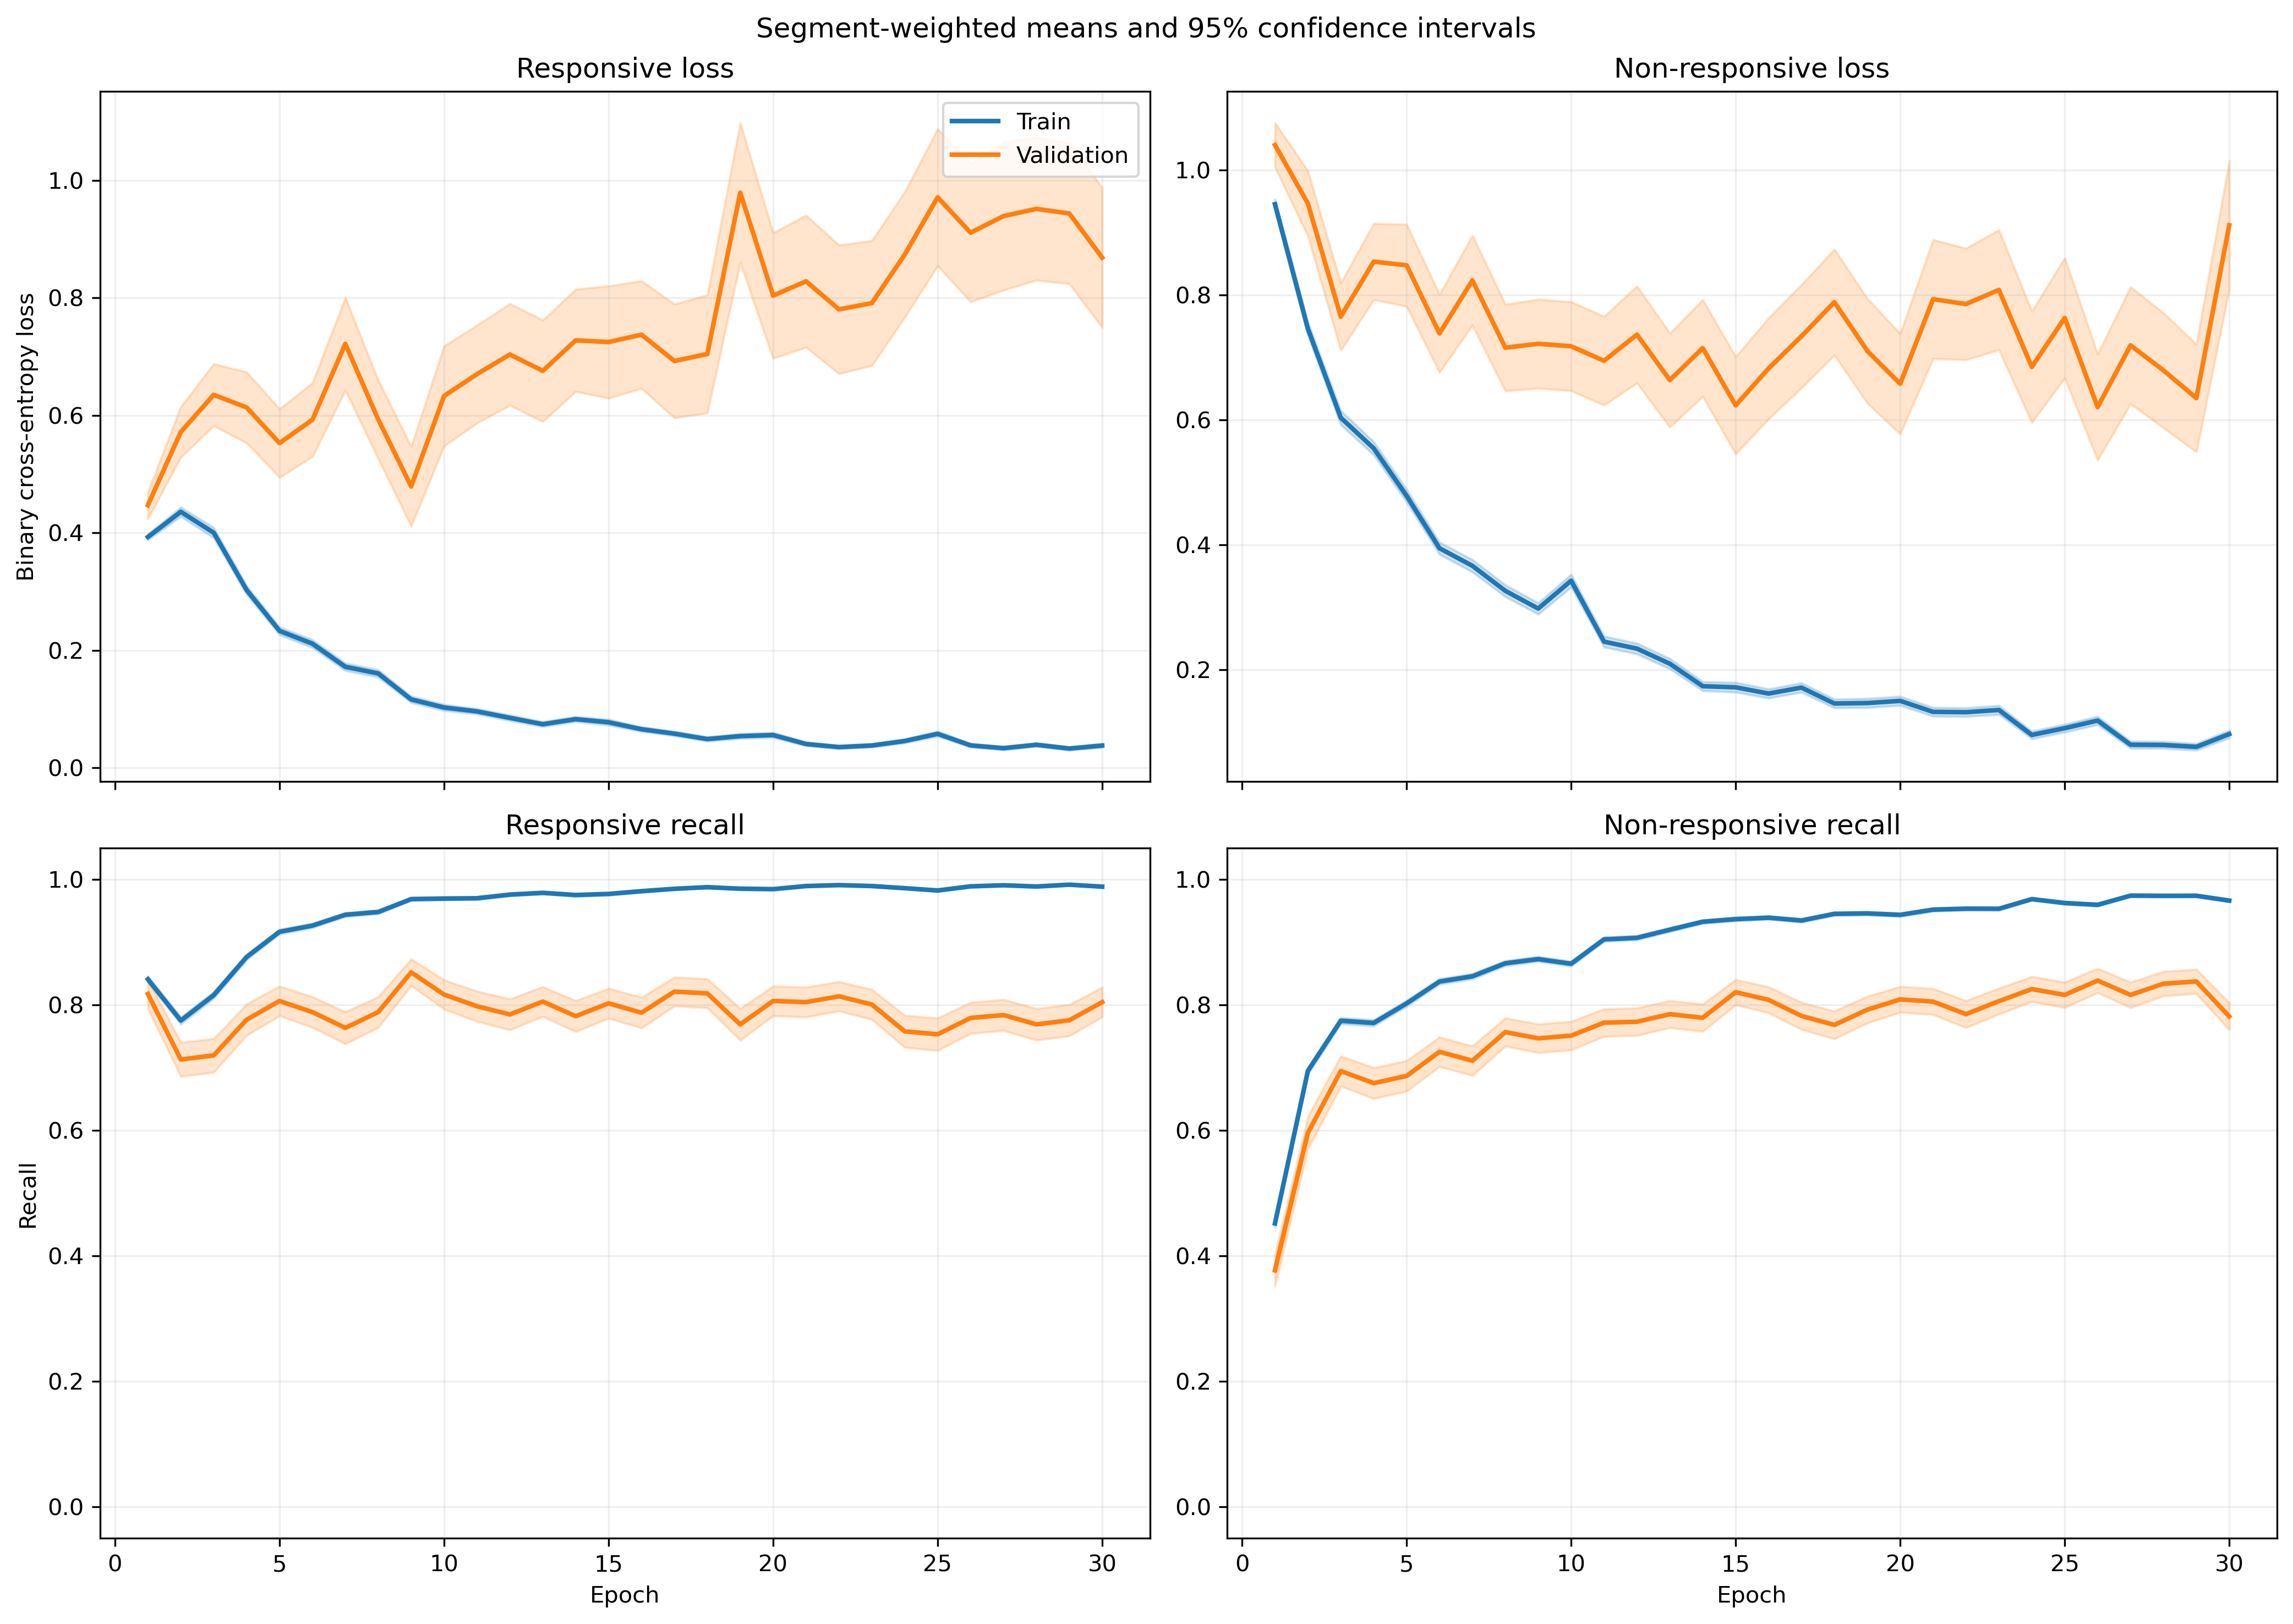 Segment-weighted means and 95% confidence intervals
Responsive loss
Non-responsive loss
Train
Validation
Binary cross-entropy loss
1.0
0.8
0.6
0.4
0.2
0.0
1.0
0.8
0.6
0.4
0.2
Responsive recall
Non-responsive recall
Recall
1.0
0.8
0.6
0.4
0.2
0.0
0 5 10 15 20 25 30
Epoch
1.0
0.8
0.6
0.4
0.2
0.0
0 5 10 15 20 25 30
Epoch